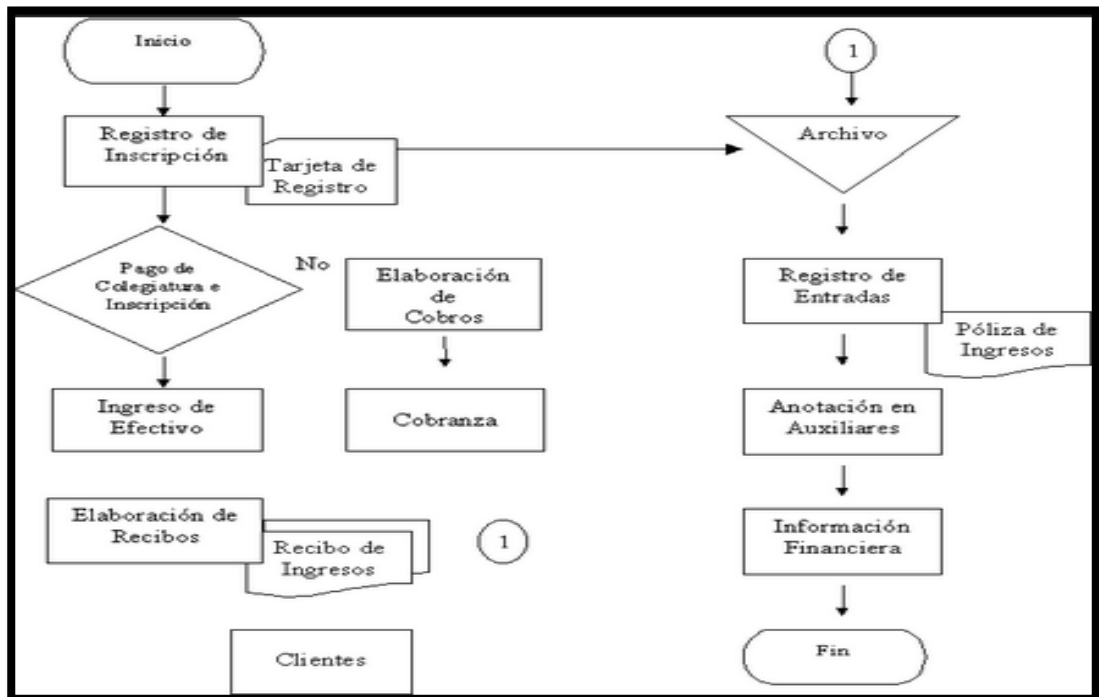 Inicio
Registro de
Inscripción
Tarjeta de
Registro
Pago de
Colegiatura e
Inscripción
No
Elaboración
de
Cobros
Ingreso de
Efectivo
Cobranza
Elaboración de
Recibos
Recibo de
Ingresos
1
Clientes
1
Archivo
Registro de
Entradas
Póliza de
Ingresos
Anotación en
Auxiliares
Información
Financiera
Fin